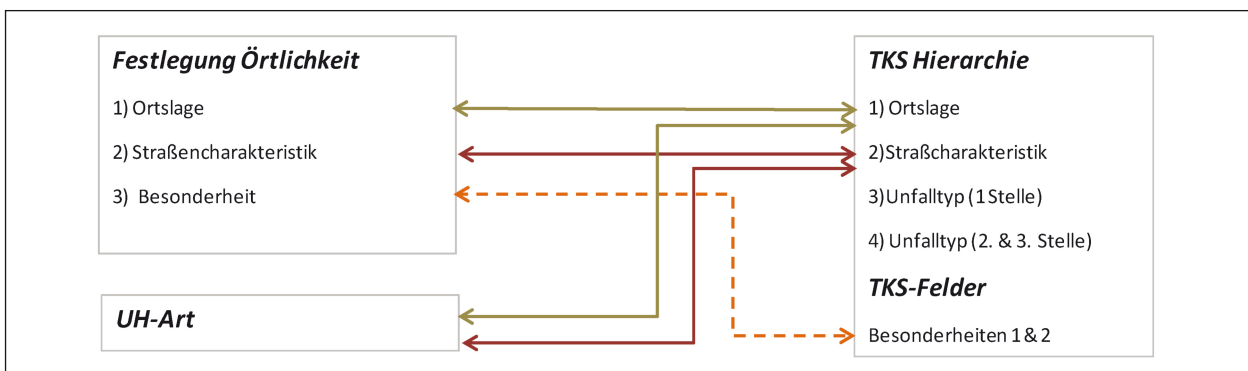 Festlegung Örtlichkeit
1) Ortslage
2) Straßencharakteristik
3) Besonderheit
UH-Art
TKS Hierarchie
1) Ortslage
2)Straßcharakteristik
3)Unfalltyp (1 Stelle)
4) Unfalltyp (2. & 3. Stelle)
TKS-Felder
Besonderheiten 1 & 2